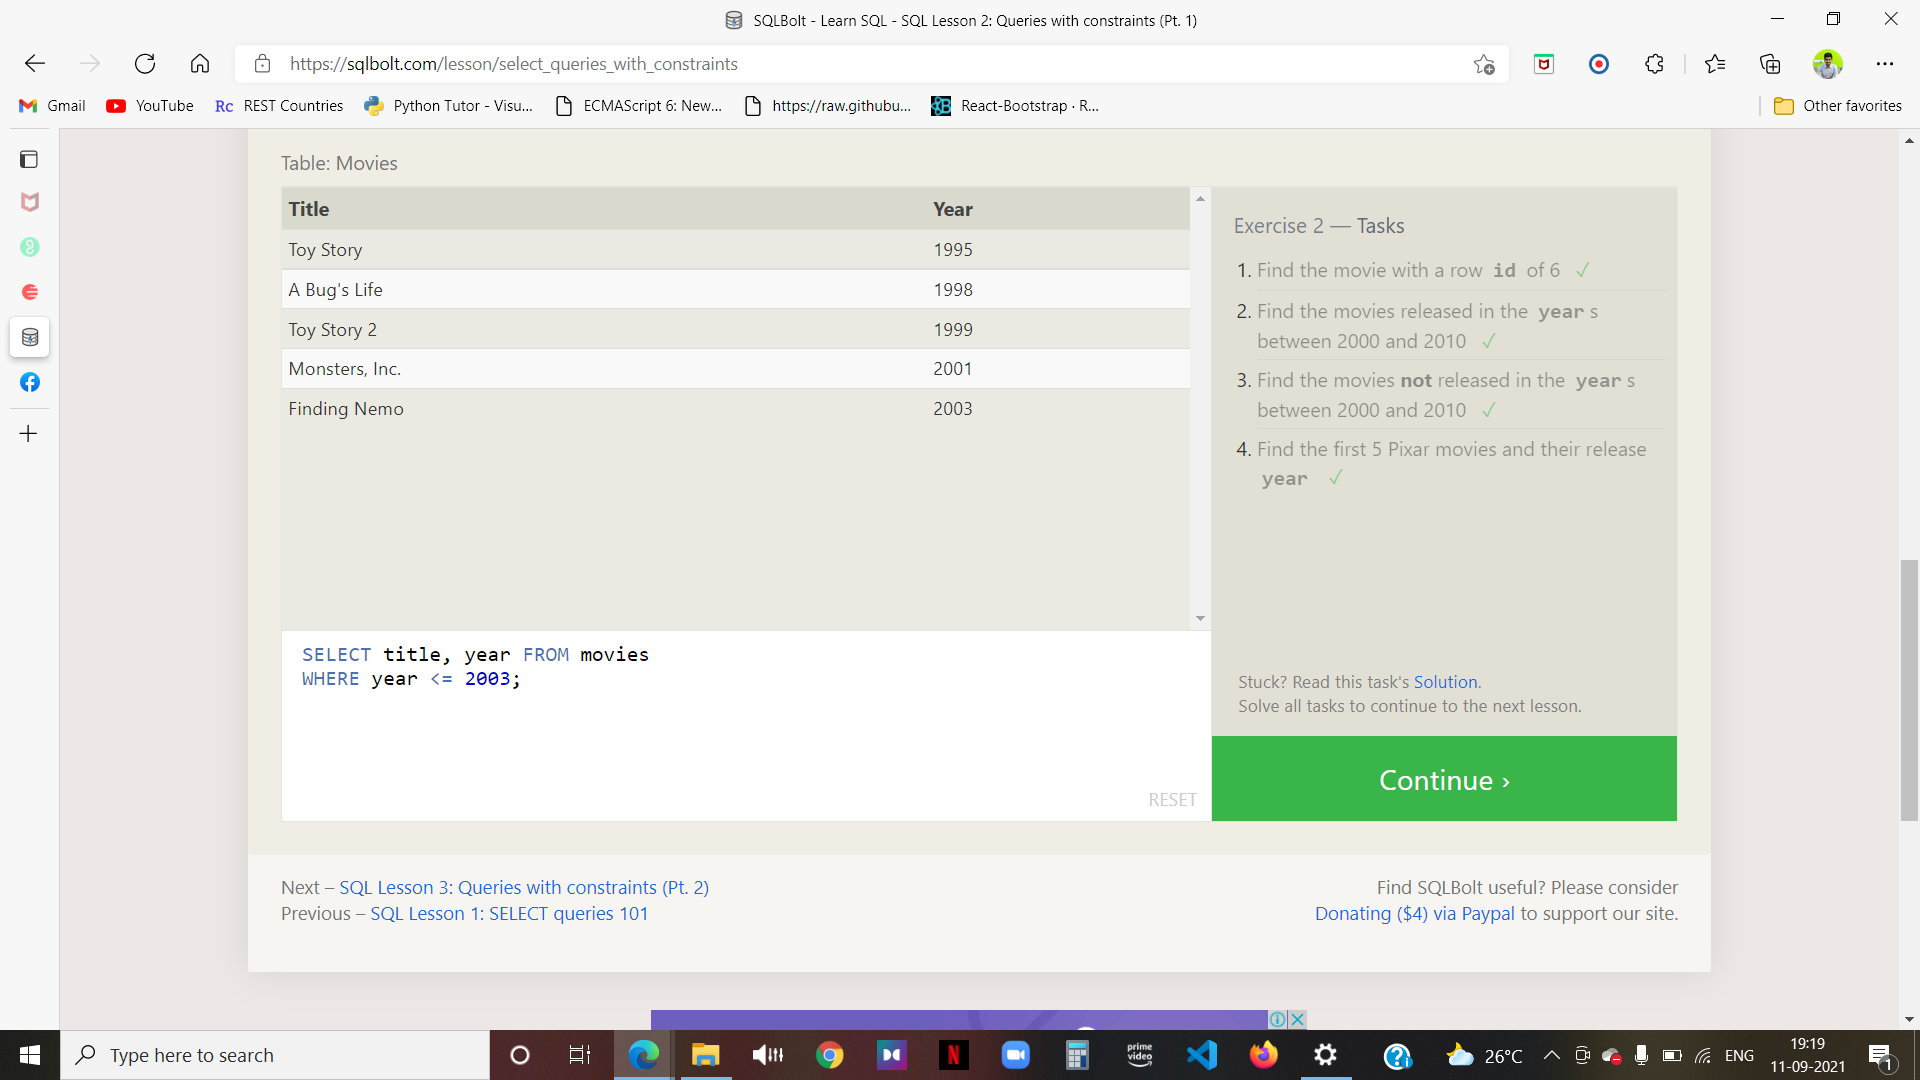 SQLBolt - Learn SQL - SQL Lesson 2: Queries with constraints (Pt. 1)
https://sqlbolt.com/lesson/select_queries_with_constraints
Gmail YouTube Rc REST Countries Python Tutor - Visu... ECMAScript 6: New... https://raw.githubu... React-Bootstrap · R... Other favorites
Table: Movies
Title Year
Toy Story 1995
A Bug's Life 1998
Toy Story 2 1999
Monsters, Inc. 2001
Finding Nemo 2003
Exercise 2 — Tasks
1. Find the movie with a row id of 6 ✓
2. Find the movies released in the year s
between 2000 and 2010 ✓
3. Find the movies not released in the year s
between 2000 and 2010 ✓
4. Find the first 5 Pixar movies and their release
year ✓
SELECT title, year FROM movies
WHERE year <= 2003;
RESET
Stuck? Read this task's Solution.
Solve all tasks to continue to the next lesson.
Continue ›
Next – SQL Lesson 3: Queries with constraints (Pt. 2)
Previous – SQL Lesson 1: SELECT queries 101
Find SQLBolt useful? Please consider
Donating ($4) via Paypal to support our site.
Type here to search
N
prime
video
26°C
ENG
19:19
11-09-2021
1